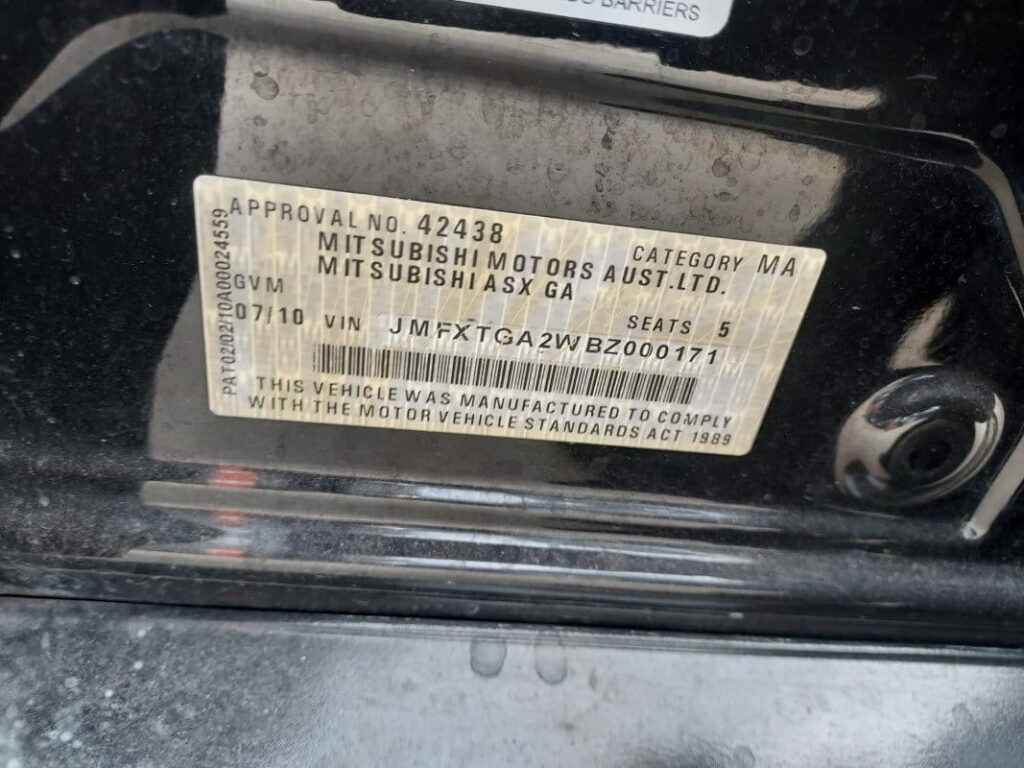 BARRIERS
APPROVAL NO. 42438 CATEGORY MA
MITSUBISHI MOTORS AUST.LTD.
MITSUBISHI ASX GA
GVM SEATS 5
07/10 VIN JMFXTGA2WBZ000171
THIS VEHICLE WAS MANUFACTURED TO COMPLY
WITH THE MOTOR VEHICLE STANDARDS ACT 1989
PAT02/02/10A00024559